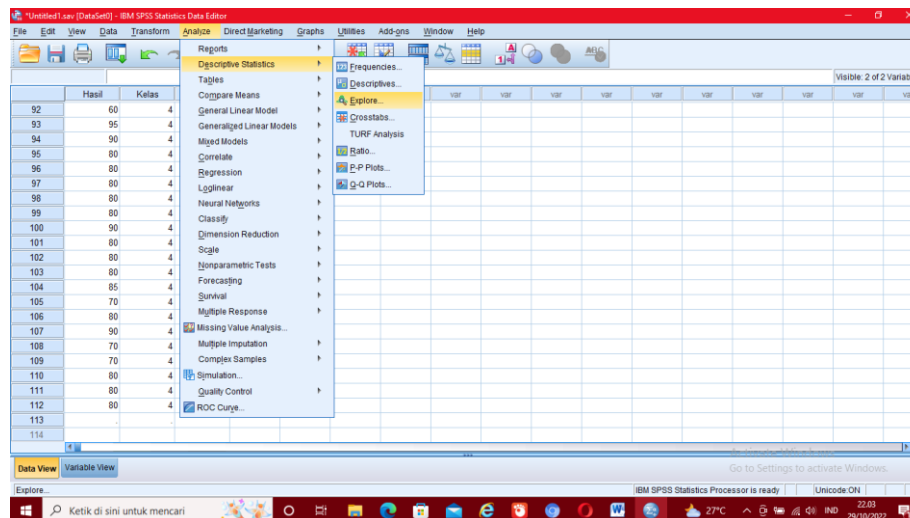 *Untitled1.sav [DataSet0] - IBM SPSS Statistics Data Editor
File Edit View Data Transform Analyze Direct Marketing Graphs Utilities Add-ons Window Help
Visible: 2 of 2 Variab
Hasil Kelas var var var var var var var var va
92 60 4
93 95 4
94 90 4
95 80 4
96 80 4
97 80 4
98 80 4
99 80 4
100 90 4
101 80 4
102 80 4
103 80 4
104 85 4
105 70 4
106 80 4
107 90 4
108 70 4
109 70 4
110 80 4
111 80 4
112 80 4
113 . .
114
Reports
Descriptive Statistics
Tables
Compare Means
General Linear Model
Generalized Linear Models
Mixed Models
Correlate
Regression
Loglinear
Neural Networks
Classify
Dimension Reduction
Scale
Nonparametric Tests
Forecasting
Survival
Multiple Response
Missing Value Analysis...
Multiple Imputation
Complex Samples
Simulation...
Quality Control
ROC Curve...
123 Frequencies...
Descriptives...
Explore...
Crosstabs...
TURF Analysis
Ratio...
P-P Plots...
Q-Q Plots...
Data View Variable View
Go to Settings to activate Windows.
Explore... IBM SPSS Statistics Processor is ready Unicode:ON
Ketik di sini untuk mencari 27°C IND 22.03
29/10/2022